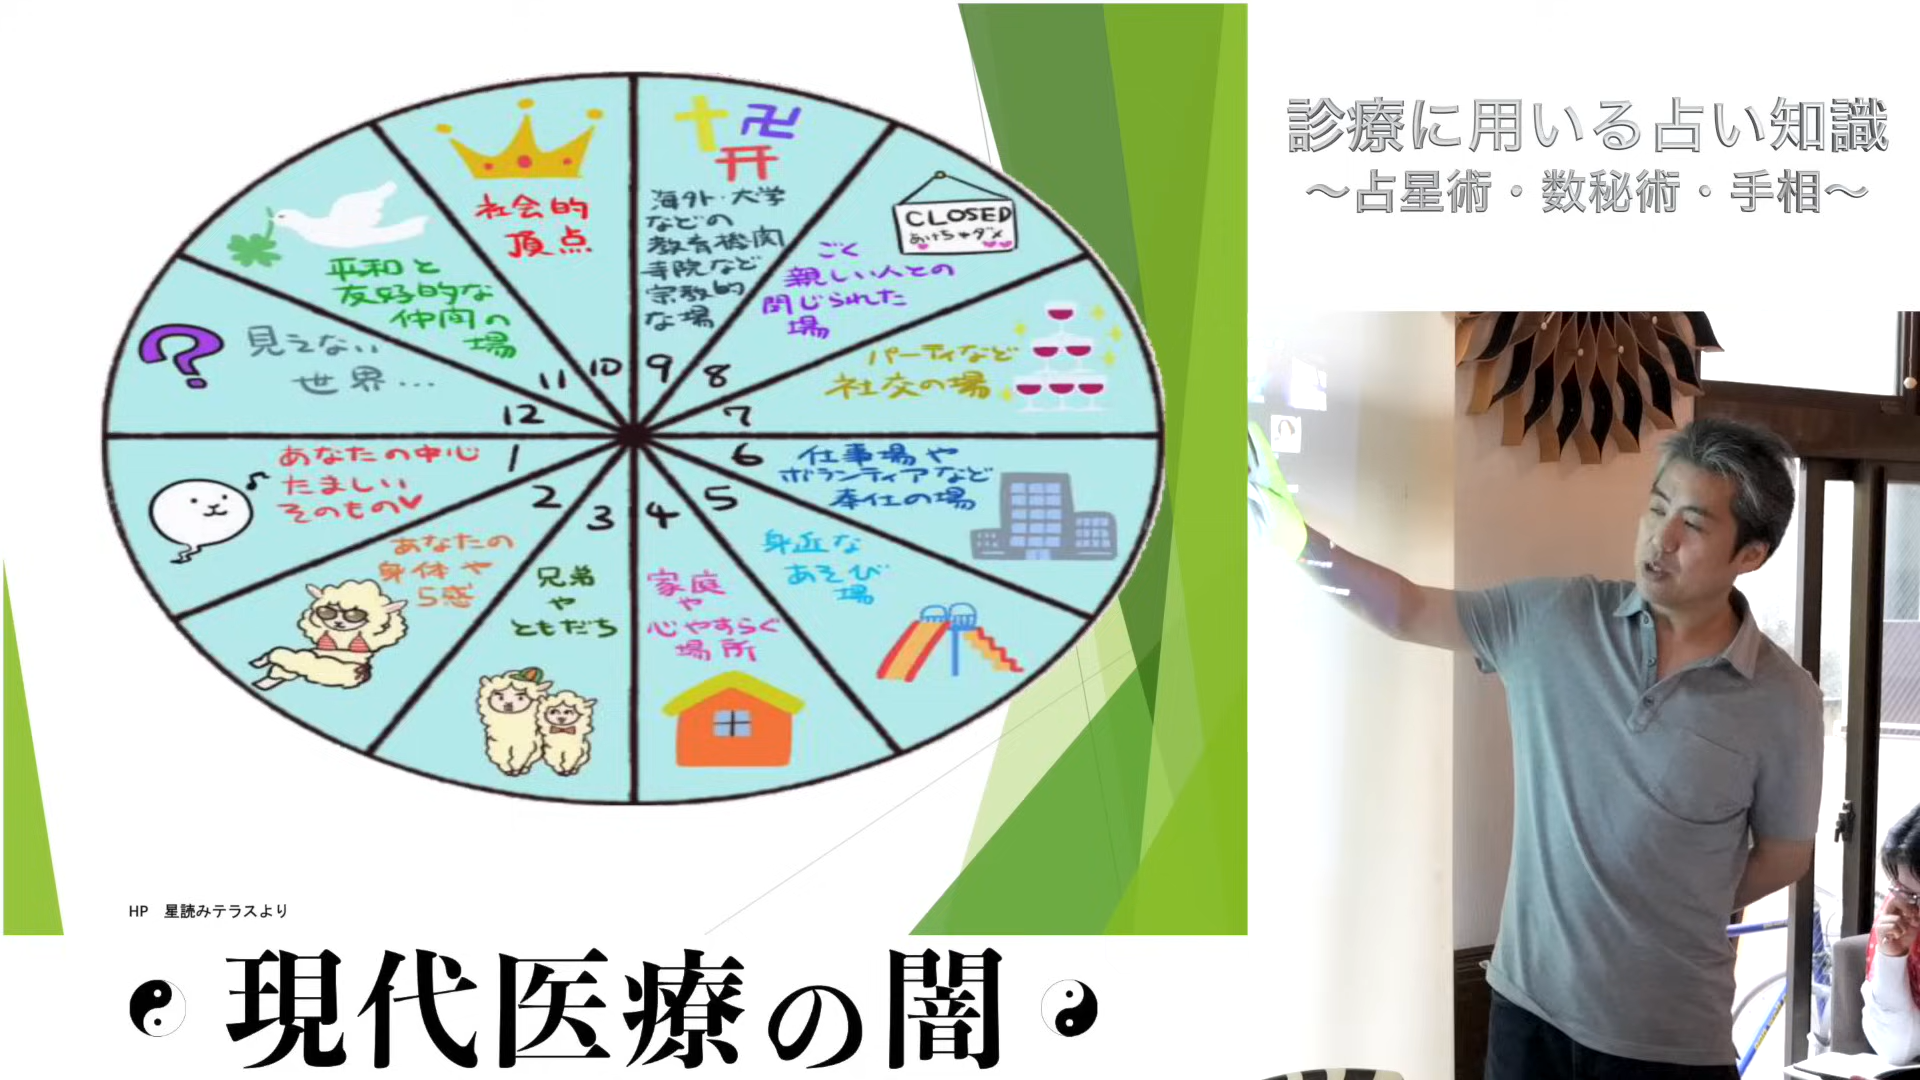 診療に用いる占い知識
～占星術・数秘術・手相～
社会的
頂点
海外・大学
などの
教育機関
寺院など
宗教的
な場
CLOSED
あけちゃダメ
ごく
親しい人との
閉じられた
場
平和と
友好的な
仲間の
場
見えない
世界...
パーティなど
社交の場
10
9
11
8
12
7
1
6
2
5
3
4
あなたの中心
たましい
そのもの♥
仕事場や
ボランティアなど
奉仕の場
あなたの
身体や
5感
身近な
あそび
場
兄弟
や
ともだち
家庭
や
心やすらぐ
場所
HP 星読みテラスより
現代医療の闇